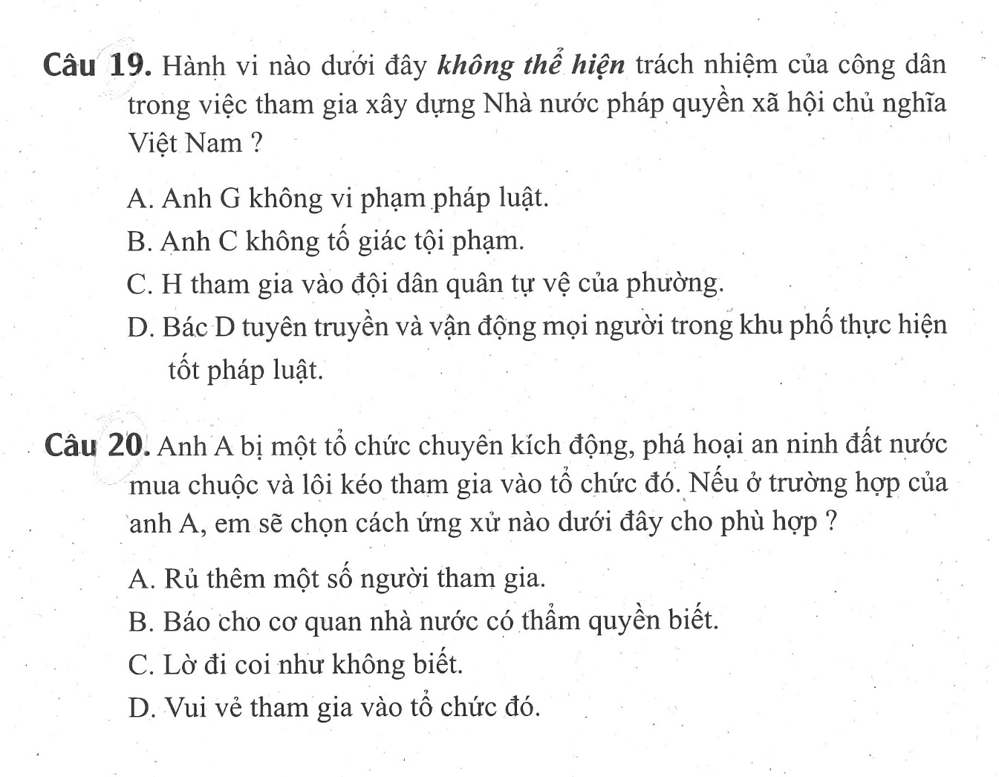 Câu 19. Hành vi nào dưới đây không thể hiện trách nhiệm của công dân
trong việc tham gia xây dựng Nhà nước pháp quyền xã hội chủ nghĩa
Việt Nam ?
A. Anh G không vi phạm pháp luật.
B. Anh C không tố giác tội phạm.
C. H tham gia vào đội dân quân tự vệ của phường.
D. Bác D tuyên truyền và vận động mọi người trong khu phố thực hiện
tốt pháp luật.
Câu 20. Anh A bị một tổ chức chuyên kích động, phá hoại an ninh đất nước
mua chuộc và lôi kéo tham gia vào tổ chức đó. Nếu ở trường hợp của
anh A, em sẽ chọn cách ứng xử nào dưới đây cho phù hợp ?
A. Rủ thêm một số người tham gia.
B. Báo cho cơ quan nhà nước có thẩm quyền biết.
C. Lờ đi coi như không biết.
D. Vui vẻ tham gia vào tổ chức đó.